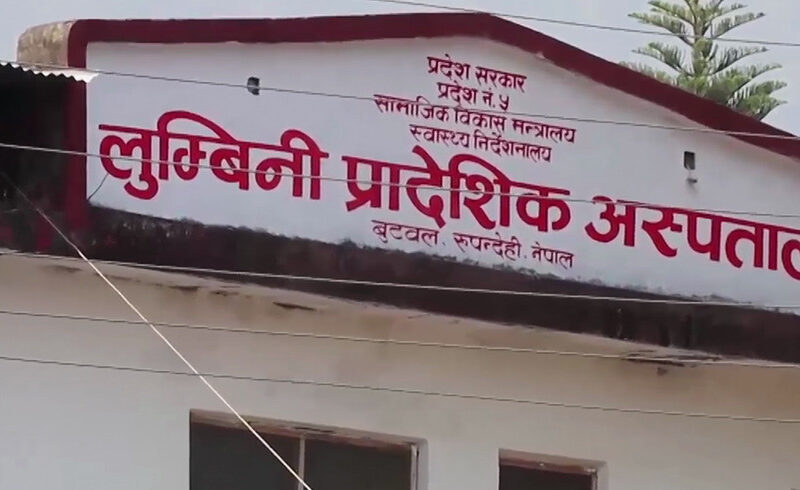 प्रदेश सरकार
प्रदेश नं. ५
सामाजिक विकास मन्त्रालय
स्वास्थ्य निर्देशनालय
लुम्बिनी प्रादेशिक अस्पताल
बुटवल, रुपन्देही, नेपाल